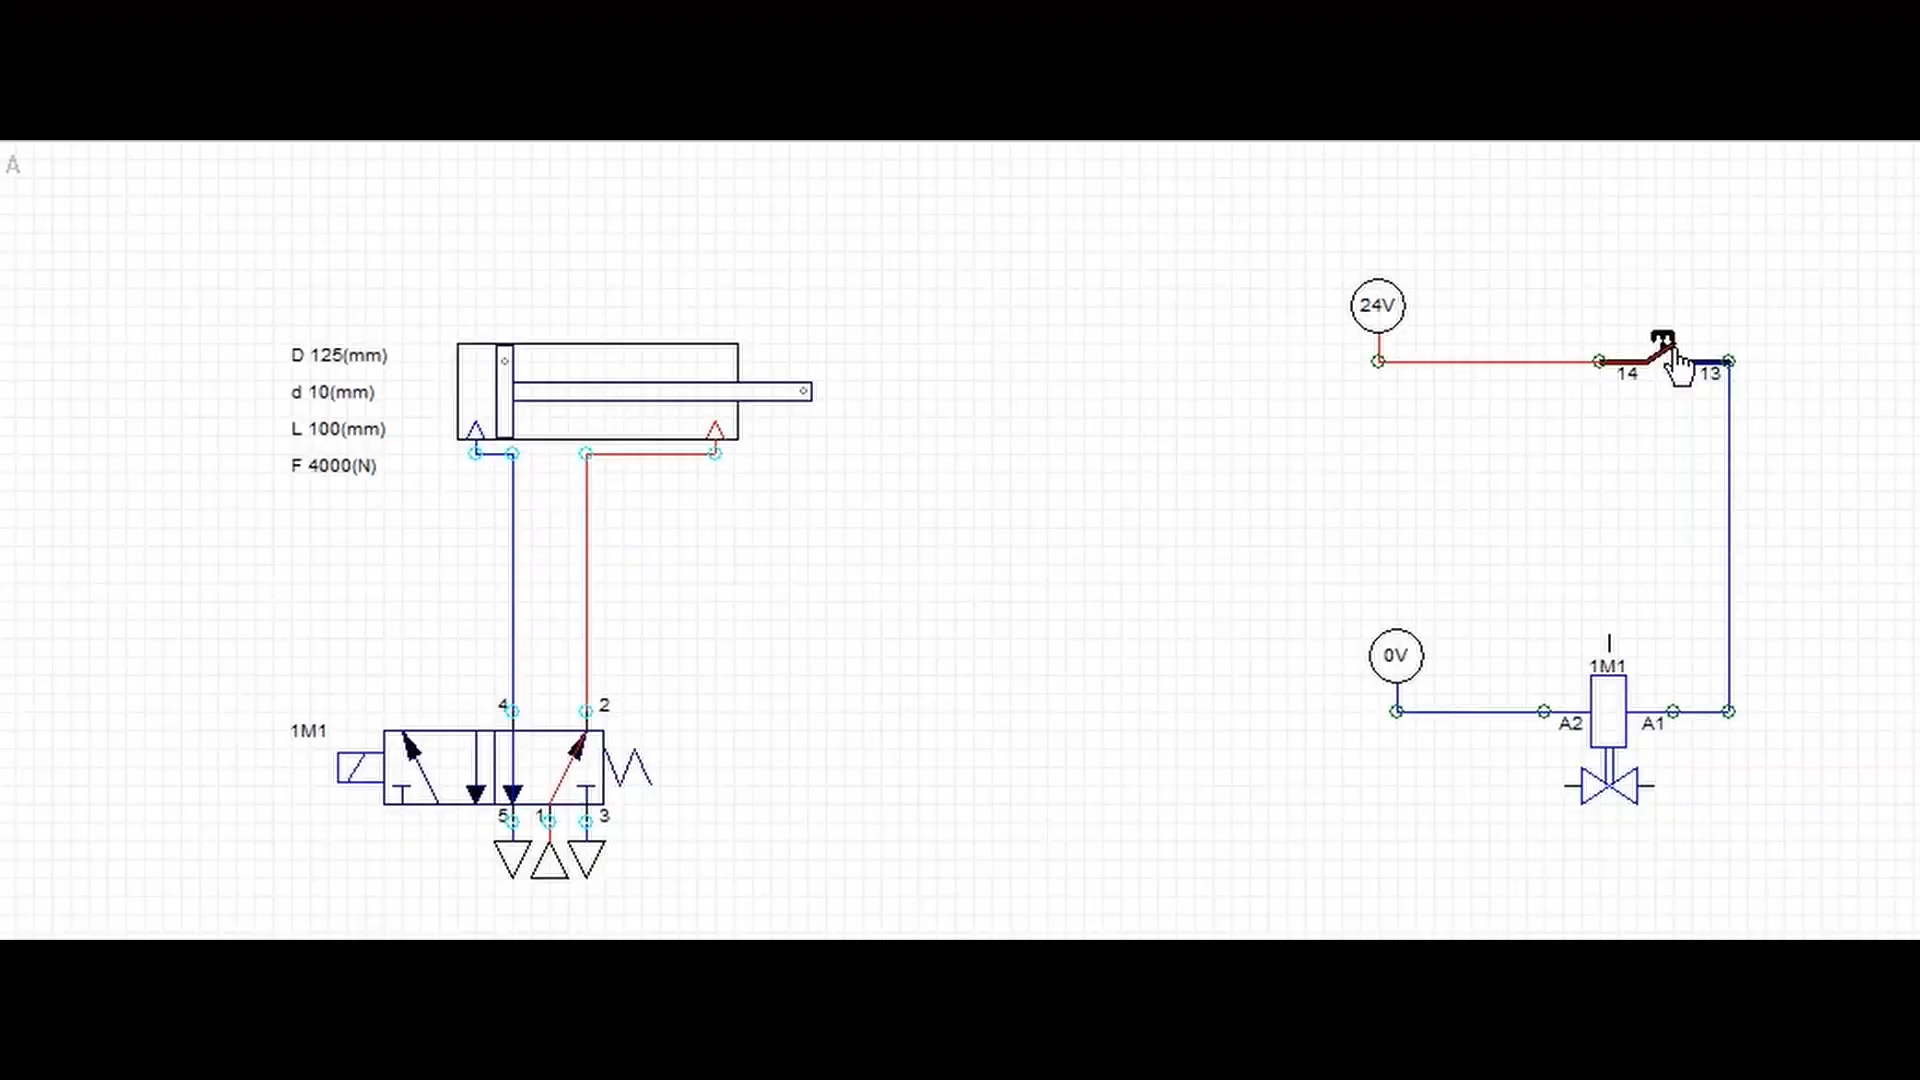 A
24V
D 125(mm)
d 10(mm)
L 100(mm)
F 4000(N)
14 13
0V
1M1
A2 A1
4 2
1M1
5 1 3